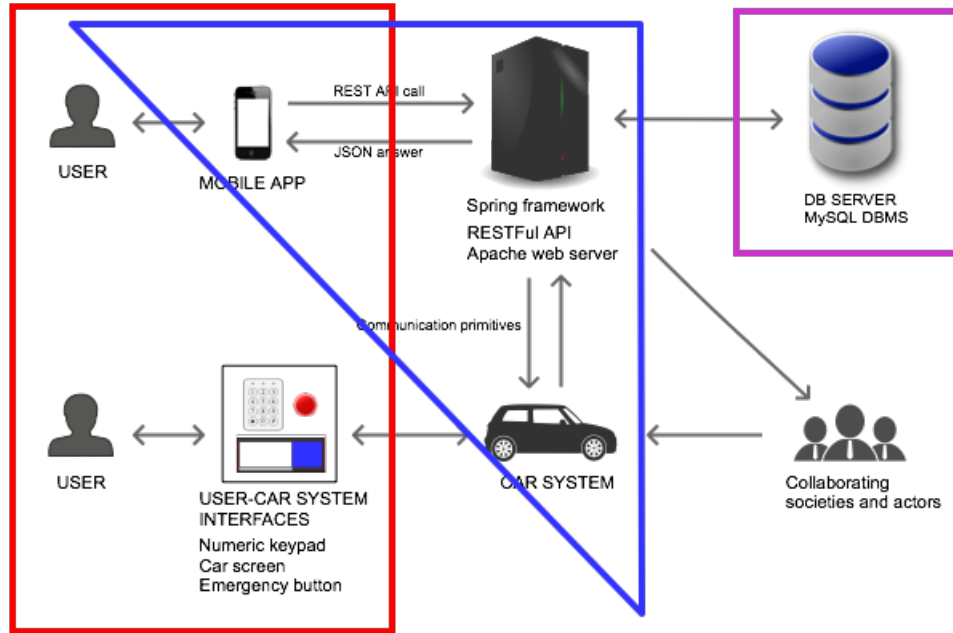 REST API call
JSON answer
USER
MOBILE APP
Spring framework
RESTFul API
Apache web server
DB SERVER
MySQL DBMS
Communication primitives
USER
USER-CAR SYSTEM
INTERFACES
Numeric keypad
Car screen
Emergency button
CAR SYSTEM
Collaborating
societies and actors